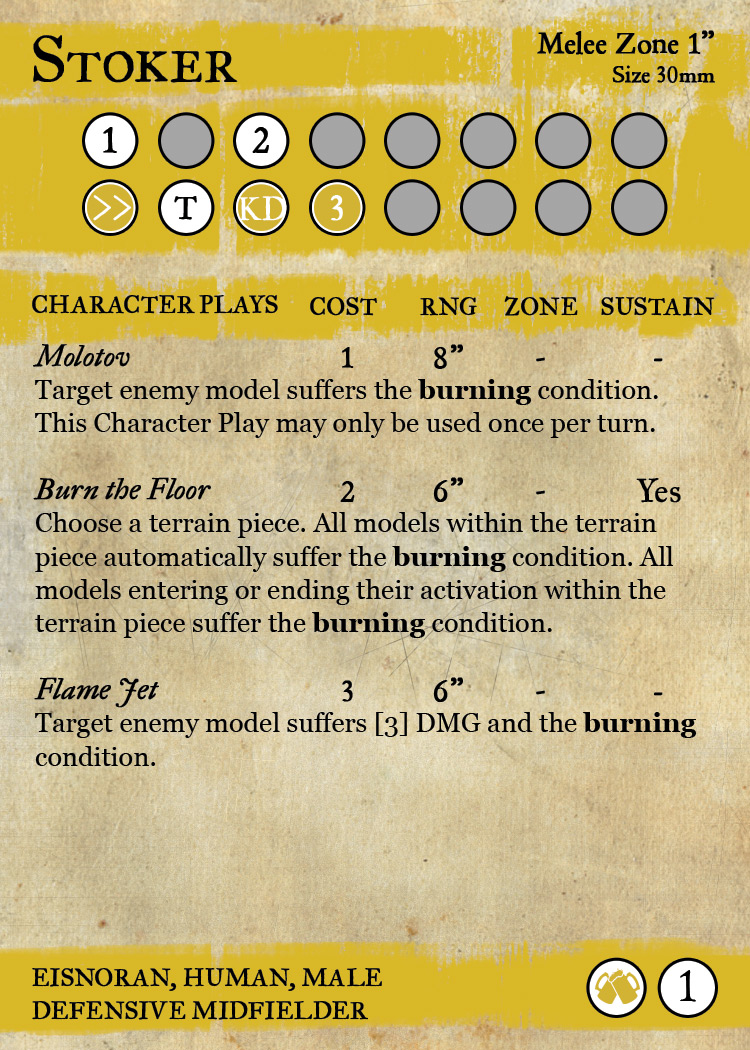 Stoker
Melee Zone 1”
Size 30mm
1 2
>> T KD 3
CHARACTER PLAYS COST RNG ZONE SUSTAIN
Molotov 1 8” - -
Target enemy model suffers the burning condition.
This Character Play may only be used once per turn.
Burn the Floor 2 6” - Yes
Choose a terrain piece. All models within the terrain
piece automatically suffer the burning condition. All
models entering or ending their activation within the
terrain piece suffer the burning condition.
Flame Jet 3 6” - -
Target enemy model suffers [3] DMG and the burning
condition.
EISNORAN, HUMAN, MALE
DEFENSIVE MIDFIELDER
1